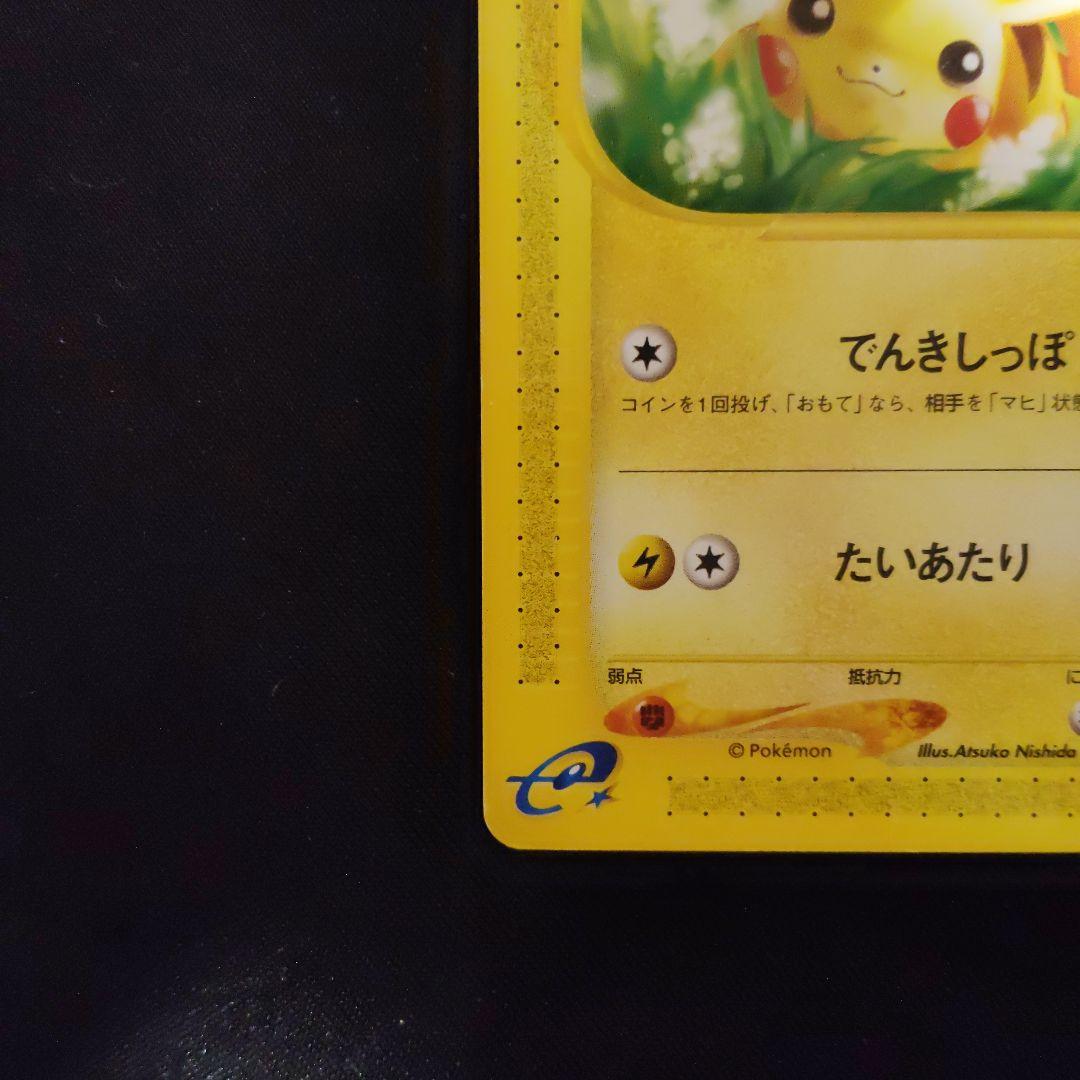 でんきしっぽ
コインを1回投げ、「おもて」なら、相手を「マヒ」状態
たいあたり
弱点 抵抗力 に
© Pokémon Illus.Atsuko Nishida